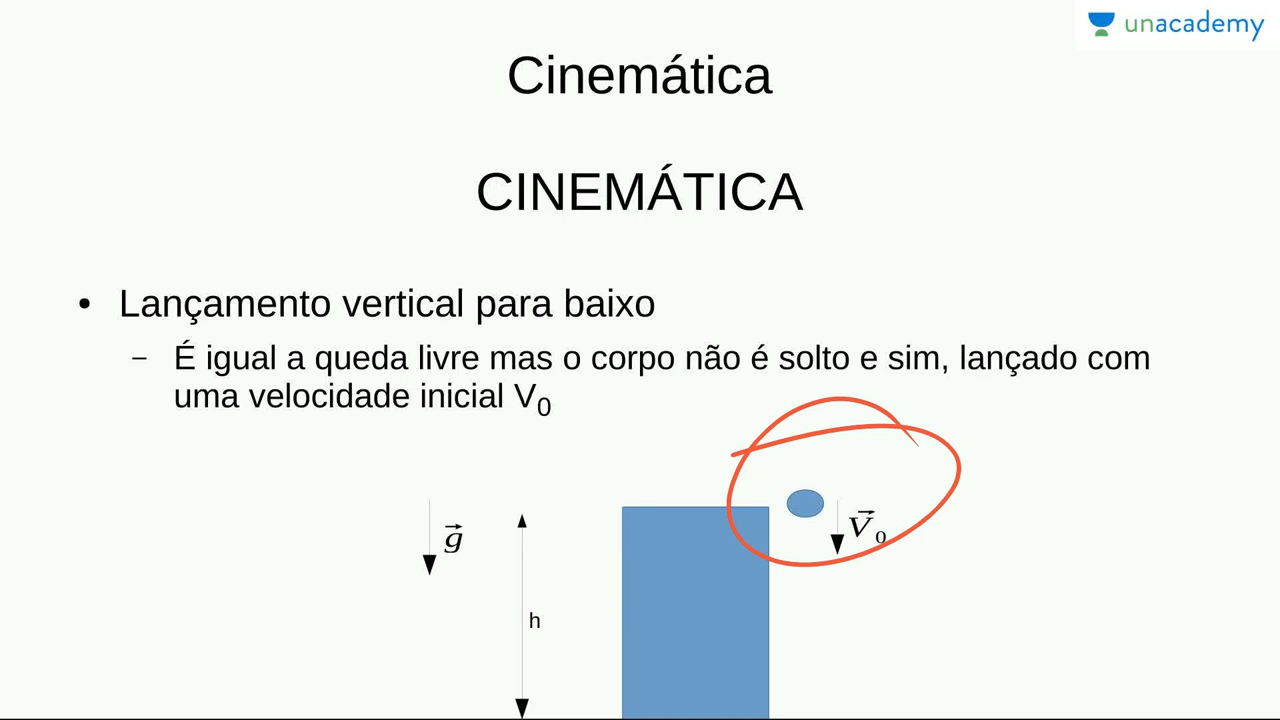 unacademy
Cinemática
CINEMÁTICA
• Lançamento vertical para baixo
– É igual a queda livre mas o corpo não é solto e sim, lançado com
uma velocidade inicial V₀
g⃗
V⃗₀
h